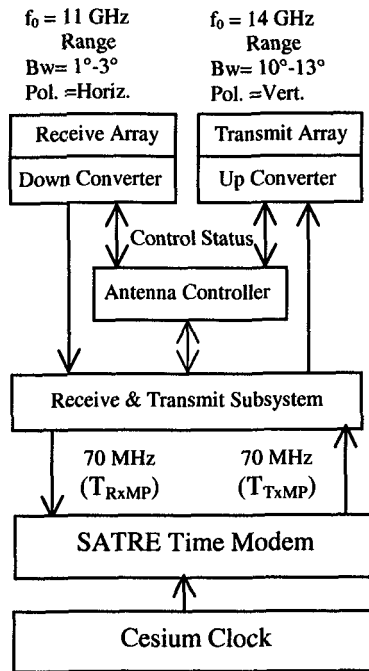 f₀ = 11 GHz
Range
Bw= 1°-3°
Pol. =Horiz.
f₀ = 14 GHz
Range
Bw= 10°-13°
Pol. =Vert.
Receive Array
Down Converter
Transmit Array
Up Converter
Control Status
Antenna Controller
Receive & Transmit Subsystem
70 MHz
(T_RxMP)
70 MHz
(T_TxMP)
SATRE Time Modem
Cesium Clock